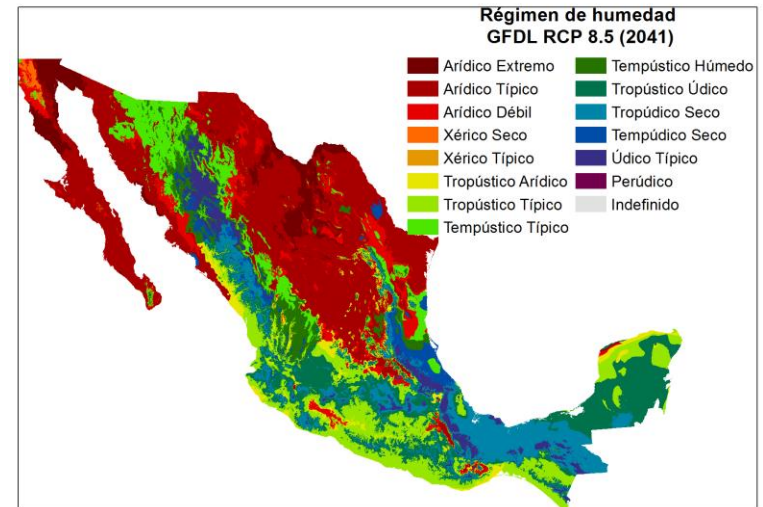 Régimen de humedad
GFDL RCP 8.5 (2041)
Arídico Extremo
Arídico Típico
Arídico Débil
Xérico Seco
Xérico Típico
Tropústico Arídico
Tropústico Típico
Tempústico Típico
Tempústico Húmedo
Tropústico Údico
Tropúdico Seco
Tempúdico Seco
Údico Típico
Perúdico
Indefinido